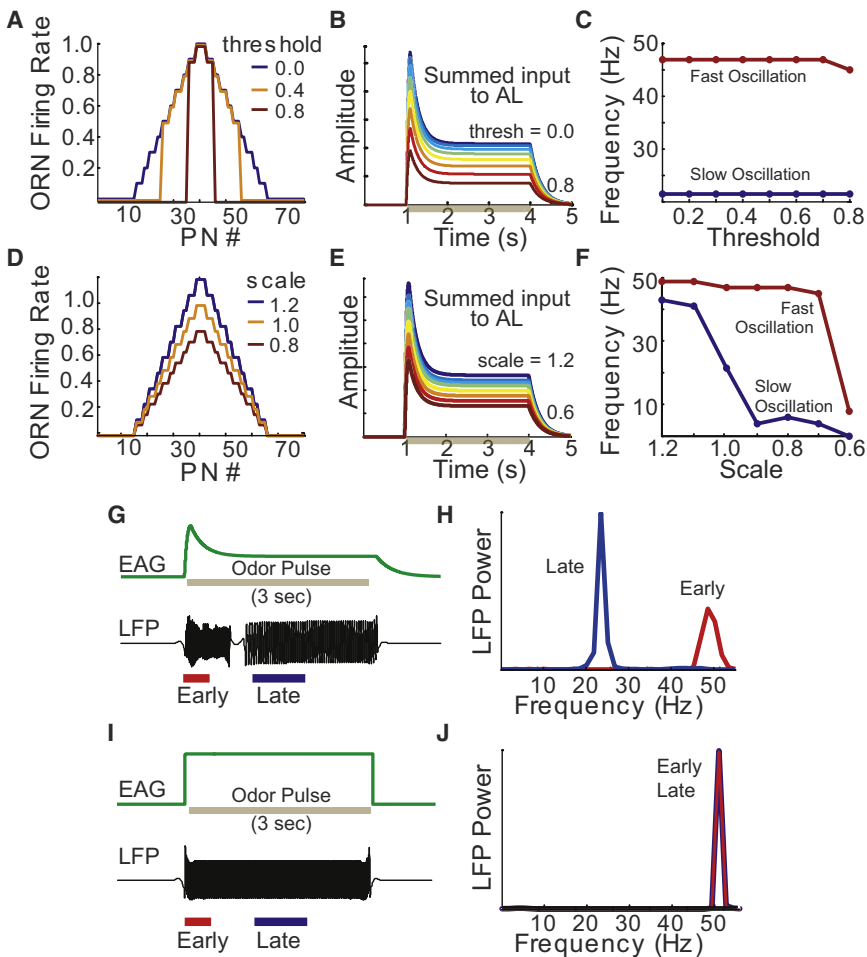 A
ORN Firing Rate
1.0
0.8
0.6
0.4
0.2
threshold
0.0
0.4
0.8
10
30
50
70
PN #
B
Amplitude
Summed input
to AL
thresh = 0.0
0.8
1
2
3
4
5
Time (s)
C
Frequency (Hz)
50
30
10
Fast Oscillation
Slow Oscillation
0.2
0.4
0.6
0.8
Threshold
D
ORN Firing Rate
1.0
0.8
0.6
0.4
0.2
scale
1.2
1.0
0.8
10
30
50
70
PN #
E
Amplitude
Summed input
to AL
scale = 1.2
0.6
1
2
3
4
5
Time (s)
F
Frequency (Hz)
50
30
10
Fast
Oscillation
Slow
Oscillation
1.2
1.0
0.8
0.6
Scale
G
EAG
Odor Pulse
(3 sec)
LFP
Early
Late
H
LFP Power
Late
Early
10
20
30
40
50
Frequency (Hz)
I
EAG
Odor Pulse
(3 sec)
LFP
Early
Late
J
LFP Power
Early
Late
10
20
30
40
50
Frequency (Hz)